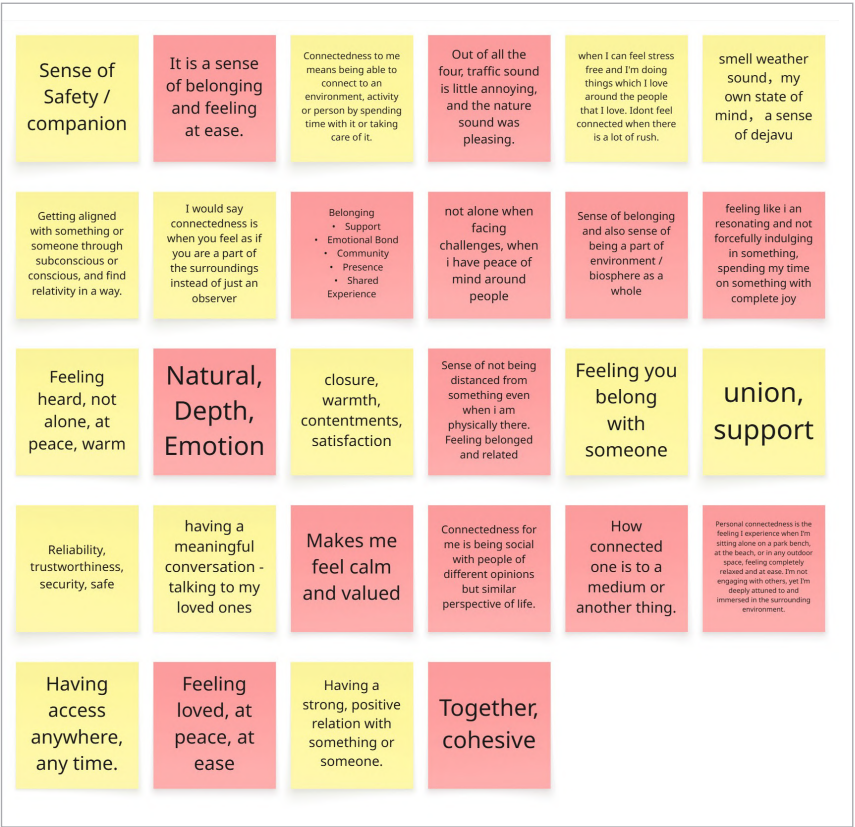 Sense of
Safety /
companion
It is a sense
of belonging
and feeling
at ease.
Connectedness to me
means being able to
connect to an
environment, activity
or person by spending
time with it or taking
care of it.
Out of all the
four, traffic sound
is little annoying,
and the nature
sound was
pleasing.
when I can feel stress
free and I'm doing
things which I love
around the people
that I love. Idont feel
connected when there
is a lot of rush.
smell weather
sound，my
own state of
mind，a sense
of dejavu
Getting aligned
with something or
someone through
subconscious or
conscious, and find
relativity in a way.
I would say
connectedness is
when you feel as if
you are a part of
the surroundings
instead of just an
observer
Belonging
• Support
• Emotional Bond
• Community
• Presence
• Shared
Experience
not alone when
facing
challenges, when
i have peace of
mind around
people
Sense of belonging
and also sense of
being a part of
environment /
biosphere as a
whole
feeling like i an
resonating and not
forcefully indulging
in something,
spending my time
on something with
complete joy
Feeling
heard, not
alone, at
peace, warm
Natural,
Depth,
Emotion
closure,
warmth,
contentments,
satisfaction
Sense of not being
distanced from
something even
when i am
physically there.
Feeling belonged
and related
Feeling you
belong
with
someone
union,
support
Reliability,
trustworthiness,
security, safe
having a
meaningful
conversation -
talking to my
loved ones
Makes me
feel calm
and valued
Connectedness for
me is being social
with people of
different opinions
but similar
perspective of life.
How
connected
one is to a
medium or
another thing.
Personal connectedness is the
feeling I experience when I'm
sitting alone on a park bench,
at the beach, or in any outdoor
space, feeling completely
relaxed and at ease. I'm not
engaging with others, yet I'm
deeply attuned to and
immersed in the surrounding
environment.
Having
access
anywhere,
any time.
Feeling
loved, at
peace, at
ease
Having a
strong, positive
relation with
something or
someone.
Together,
cohesive